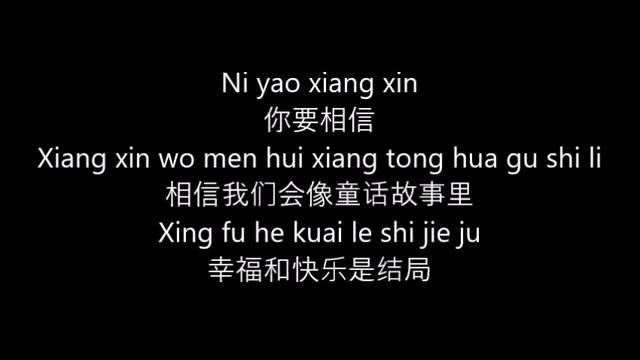 Ni yao xiang xin
你要相信
Xiang xin wo men hui xiang tong hua gu shi li
相信我们会像童话故事里
Xing fu he kuai le shi jie ju
幸福和快乐是结局